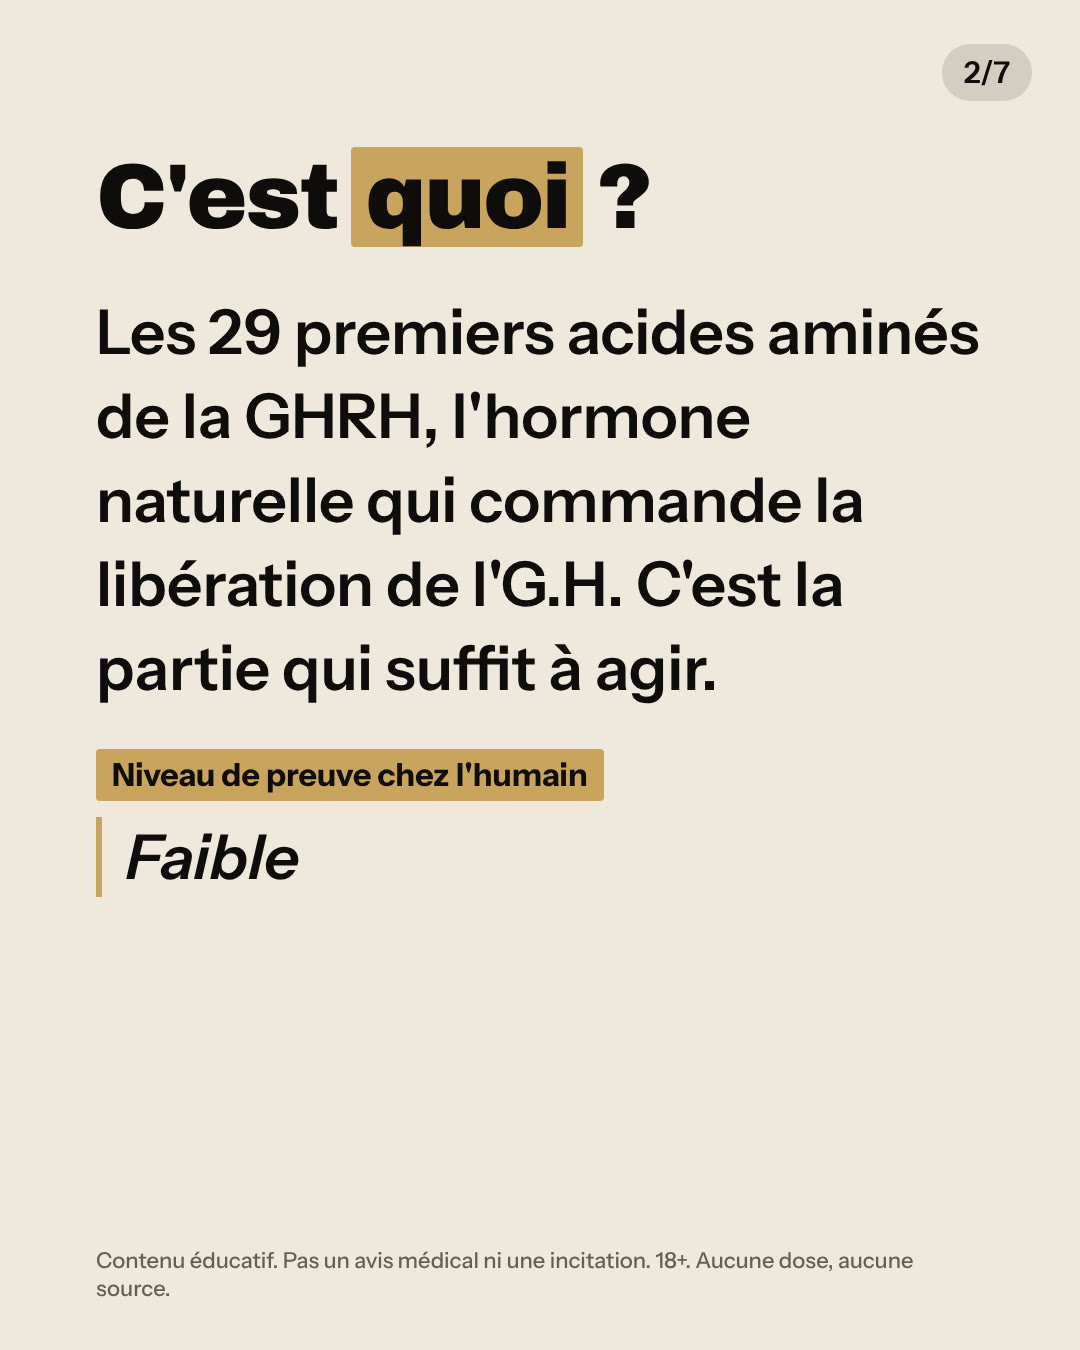 2/7
C'est quoi ?
Les 29 premiers acides aminés
de la GHRH, l'hormone
naturelle qui commande la
libération de l'G.H. C'est la
partie qui suffit à agir.
Niveau de preuve chez l'humain
Faible
Contenu éducatif. Pas un avis médical ni une incitation. 18+. Aucune dose, aucune
source.